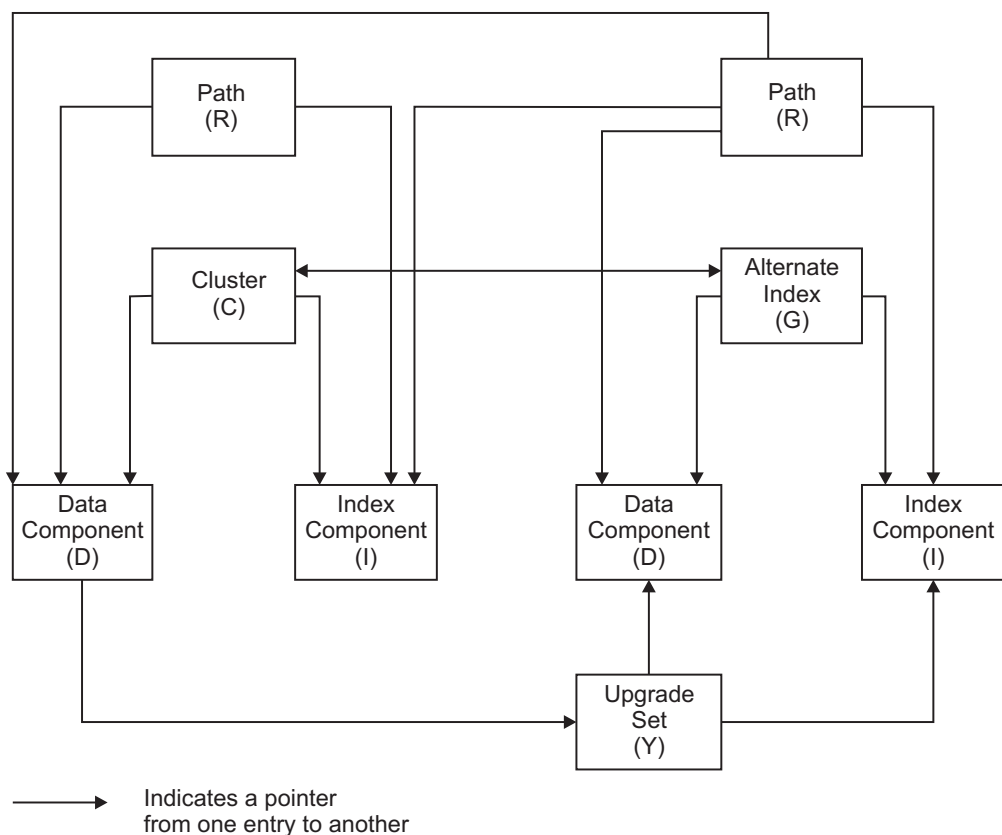 Path
(R)
Path
(R)
Cluster
(C)
Alternate
Index
(G)
Data
Component
(D)
Index
Component
(I)
Data
Component
(D)
Index
Component
(I)
Upgrade
Set
(Y)
Indicates a pointer
from one entry to another